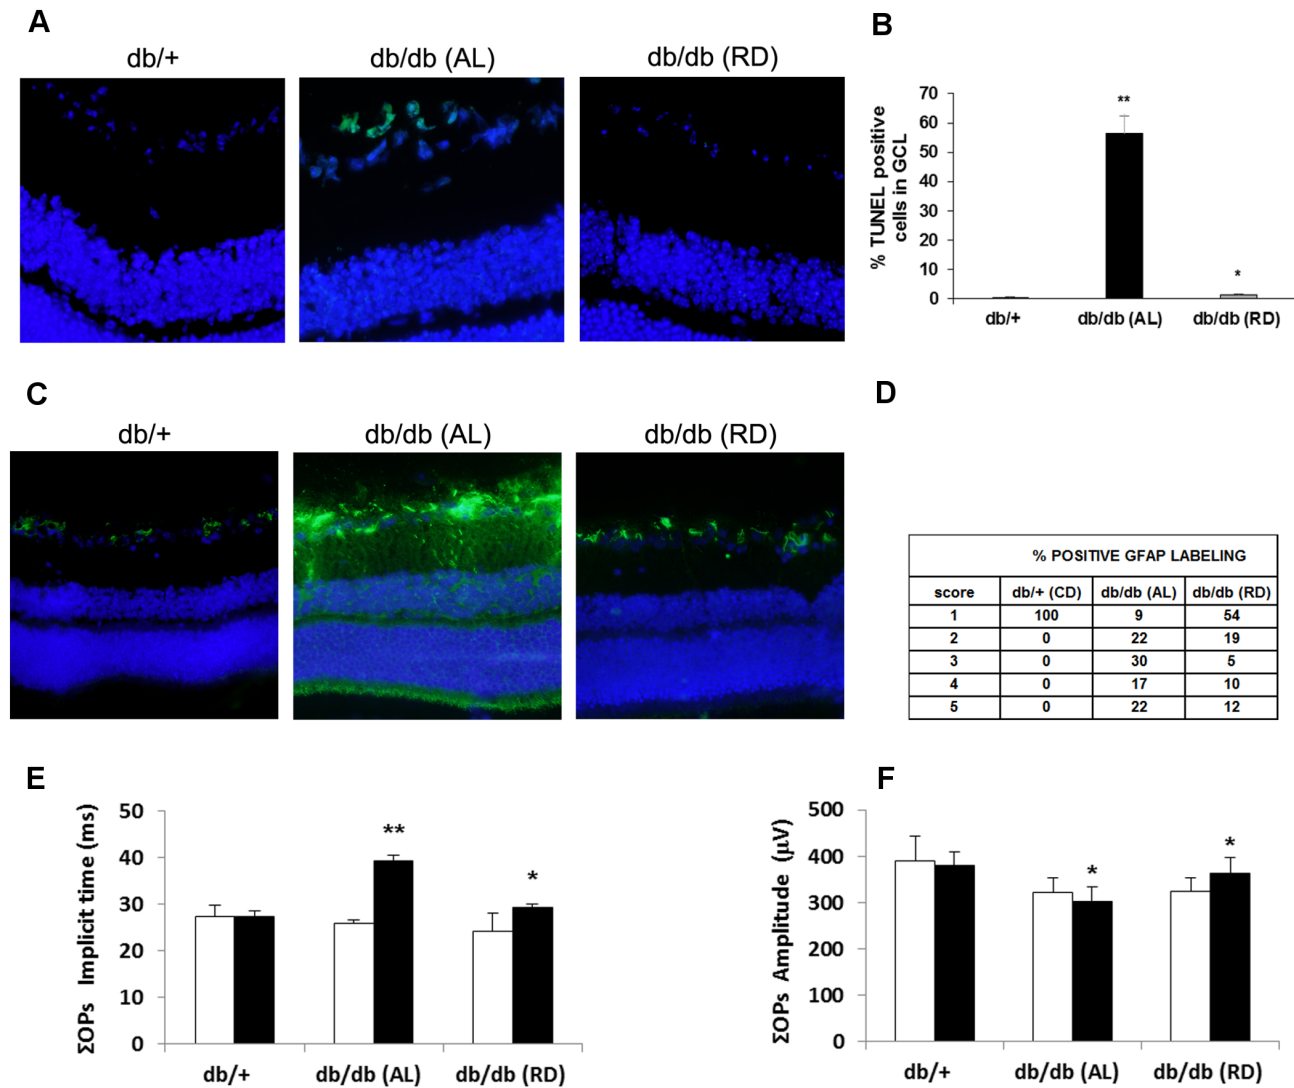 A
db/+
db/db (AL)
db/db (RD)
B
% TUNEL positive
cells in GCL
70
60
50
40
30
20
10
0
**
*
db/+
db/db (AL)
db/db (RD)
C
db/+
db/db (AL)
db/db (RD)
D
% POSITIVE GFAP LABELING
score db/+ (CD) db/db (AL) db/db (RD)
1 100 9 54
2 0 22 19
3 0 30 5
4 0 17 10
5 0 22 12
E
ΣOPs Implicit time (ms)
50
40
30
20
10
0
**
*
db/+
db/db (AL)
db/db (RD)
F
ΣOPs Amplitude (μV)
500
400
300
200
100
0
*
*
db/+
db/db (AL)
db/db (RD)